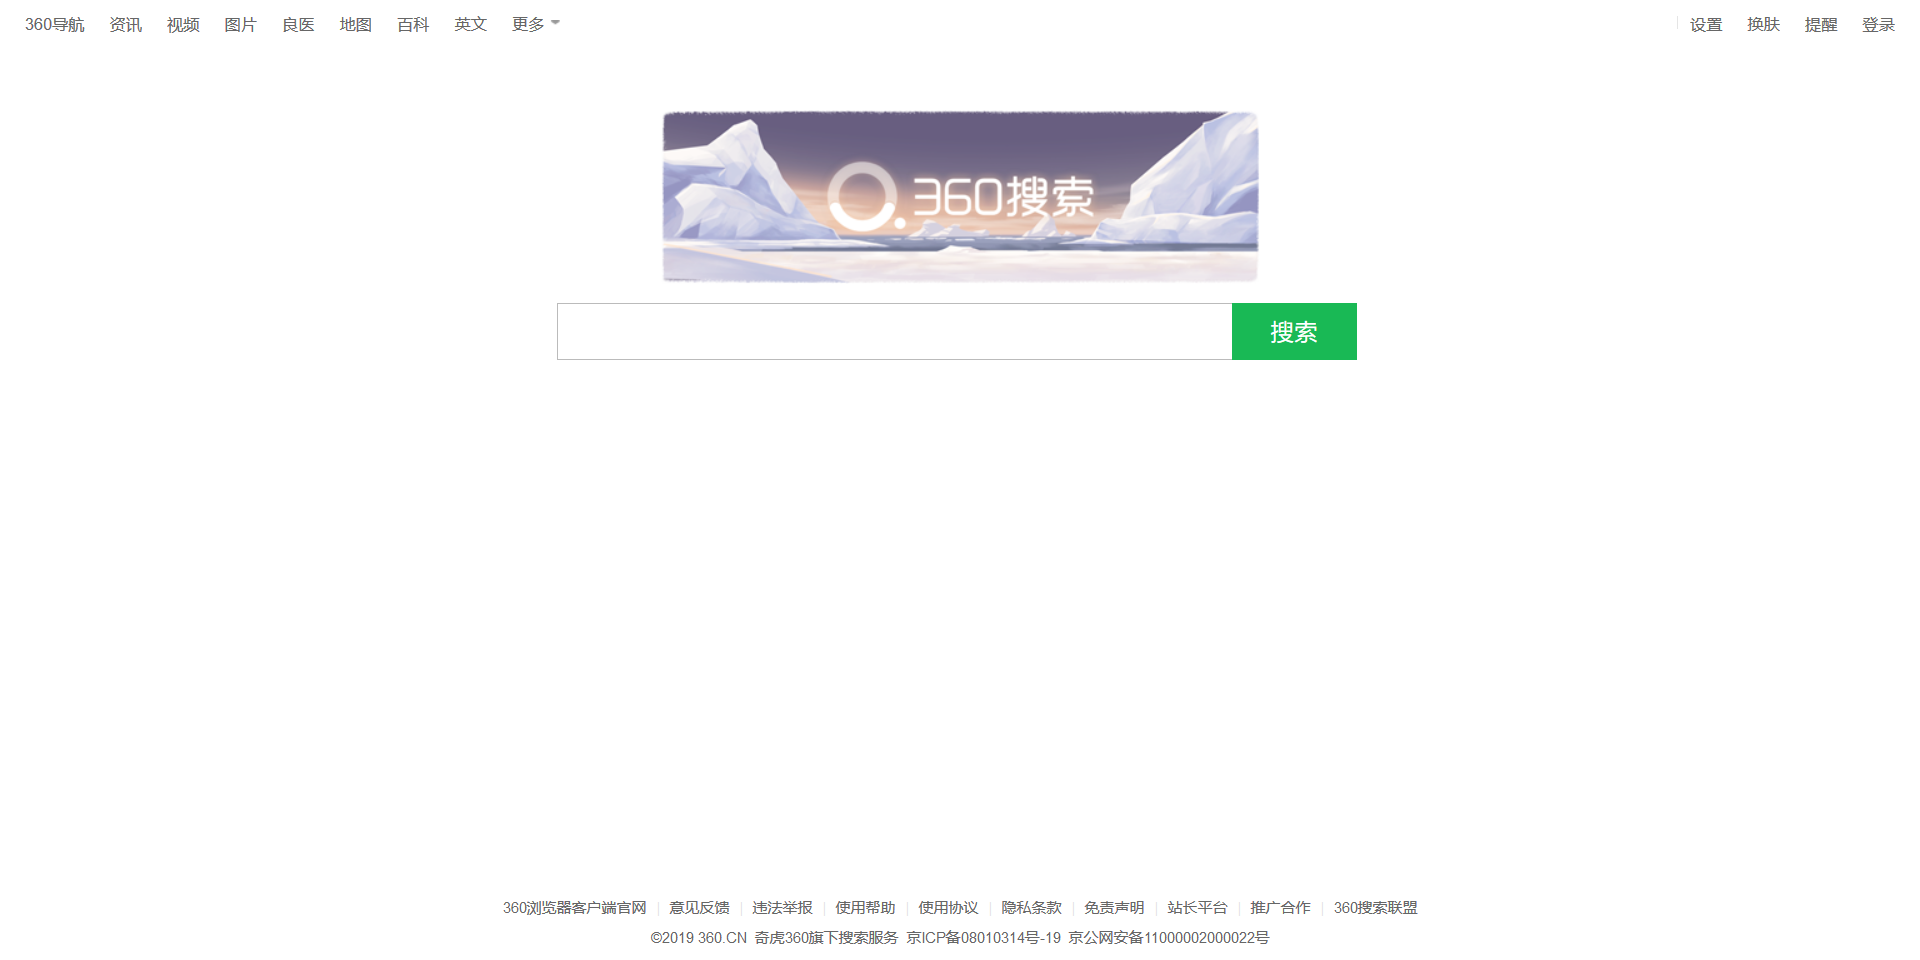 360导航 资讯 视频 图片 良医 地图 百科 英文 更多 设置 换肤 提醒 登录
360搜索
搜索
360浏览器客户端官网 | 意见反馈 | 违法举报 | 使用帮助 | 使用协议 | 隐私条款 | 免责声明 | 站长平台 | 推广合作 | 360搜索联盟
©2019 360.CN 奇虎360旗下搜索服务 京ICP备08010314号-19 京公网安备11000002000022号